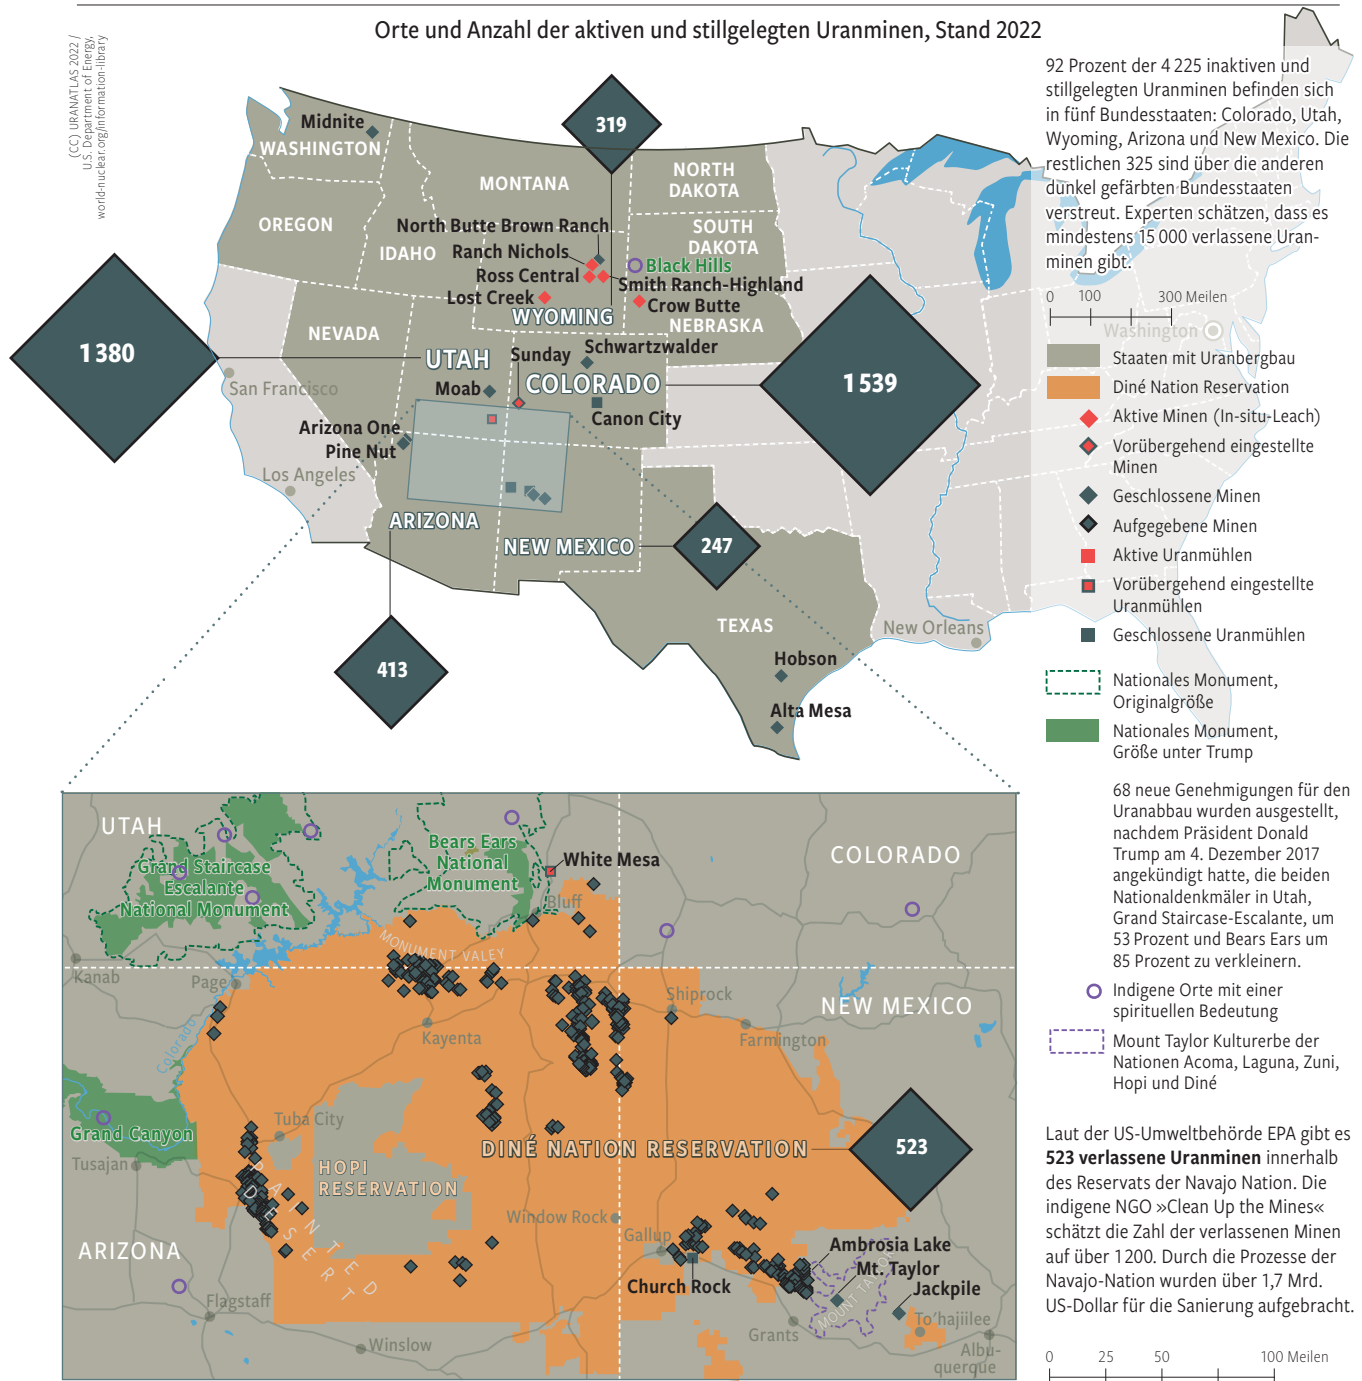 Orte und Anzahl der aktiven und stillgelegten Uranminen, Stand 2022
(CC) URANATLAS 2022 /
U.S. Department of Energy,
world-nuclear.org/information-library
92 Prozent der 4 225 inaktiven und
stillgelegten Uranminen befinden sich
in fünf Bundesstaaten: Colorado, Utah,
Wyoming, Arizona und New Mexico. Die
restlichen 325 sind über die anderen
dunkel gefärbten Bundesstaaten
verstreut. Experten schätzen, dass es
mindestens 15 000 verlassene Uran-
minen gibt.
0 100 300 Meilen
Washington
Staaten mit Uranbergbau
Diné Nation Reservation
Aktive Minen (In-situ-Leach)
Vorübergehend eingestellte
Minen
Geschlossene Minen
Aufgegebene Minen
Aktive Uranmühlen
Vorübergehend eingestellte
Uranmühlen
Geschlossene Uranmühlen
Nationales Monument,
Originalgröße
Nationales Monument,
Größe unter Trump
68 neue Genehmigungen für den
Uranabbau wurden ausgestellt,
nachdem Präsident Donald
Trump am 4. Dezember 2017
angekündigt hatte, die beiden
Nationaldenkmäler in Utah,
Grand Staircase-Escalante, um
53 Prozent und Bears Ears um
85 Prozent zu verkleinern.
Indigene Orte mit einer
spirituellen Bedeutung
Mount Taylor Kulturerbe der
Nationen Acoma, Laguna, Zuni,
Hopi und Diné
Laut der US-Umweltbehörde EPA gibt es
523 verlassene Uranminen innerhalb
des Reservats der Navajo Nation. Die
indigene NGO »Clean Up the Mines«
schätzt die Zahl der verlassenen Minen
auf über 1 200. Durch die Prozesse der
Navajo-Nation wurden über 1,7 Mrd.
US-Dollar für die Sanierung aufgebracht.
0 25 50 100 Meilen
Midnite
WASHINGTON
319
MONTANA
NORTH
DAKOTA
OREGON
IDAHO
North Butte Brown Ranch
SOUTH
DAKOTA
Ranch Nichols
Black Hills
Ross Central
Smith Ranch-Highland
Lost Creek
Crow Butte
WYOMING
NEBRASKA
NEVADA
1 380
UTAH
Sunday
Schwartzwalder
COLORADO
1 539
San Francisco
Moab
Canon City
Arizona One
Pine Nut
Los Angeles
ARIZONA
NEW MEXICO
247
TEXAS
New Orleans
413
Hobson
Alta Mesa
UTAH
Bears Ears
National
Monument
White Mesa
COLORADO
Grand Staircase
Escalante
National Monument
Bluff
MONUMENT VALEY
Kanab
Page
Shiprock
NEW MEXICO
Colorado
Kayenta
Farmington
Tuba City
Grand Canyon
DINÉ NATION RESERVATION
523
Tusajan
HOPI
RESERVATION
PAINTED
DESERT
Window Rock
Gallup
ARIZONA
Ambrosia Lake
Mt. Taylor
Church Rock
Jackpile
MOUNT TAYLOR
Flagstaff
To'hajiilee
Grants
Winslow
Albu-
querque